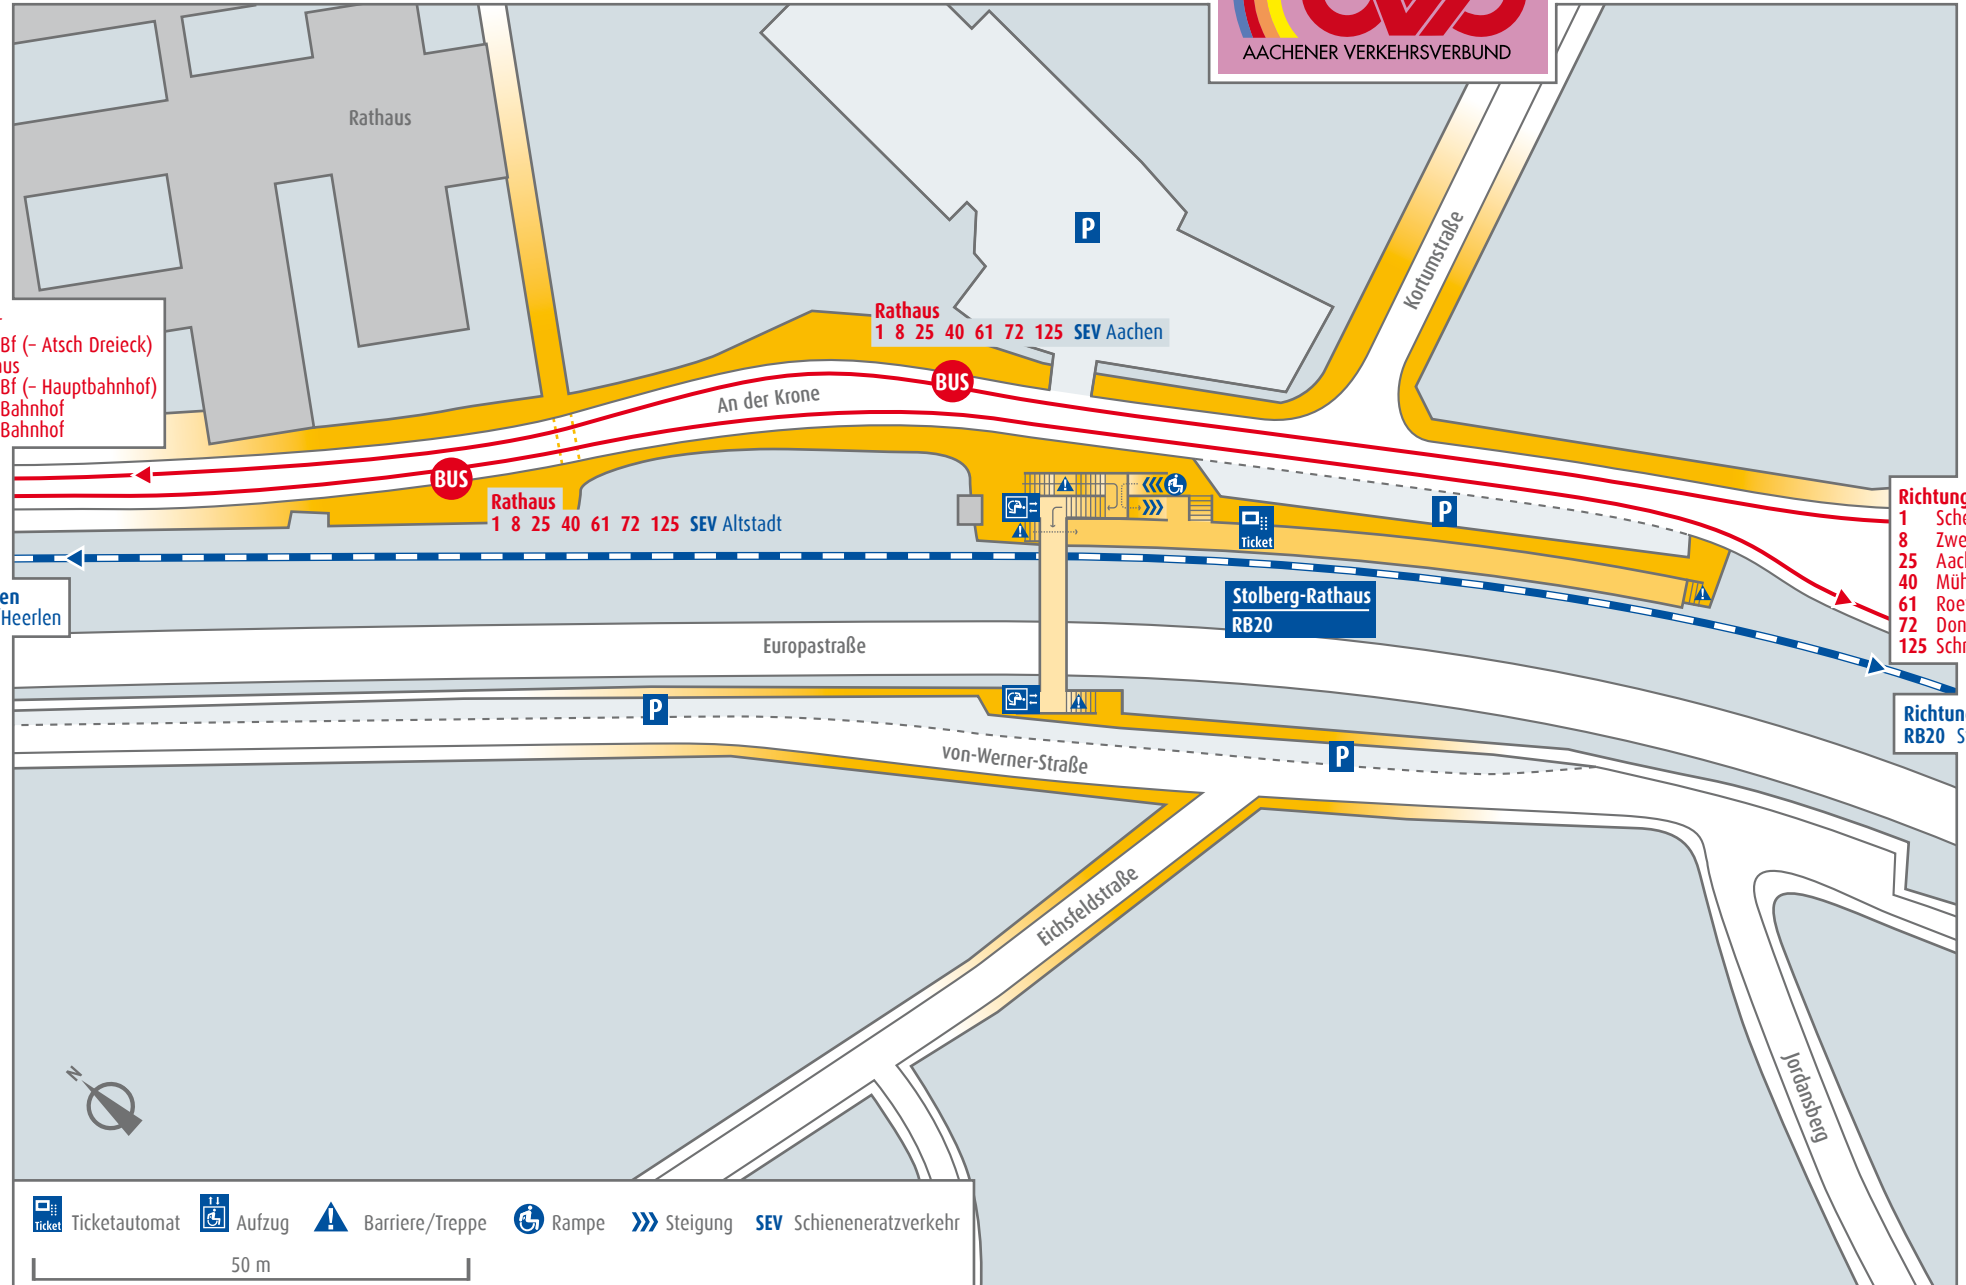 AACHENER VERKEHRSVERBUND
Rathaus
P
Kortumstraße
Rathaus
1 8 25 40 61 72 125 SEV Aachen
Bf (– Atsch Dreieck)
Bf (– Hauptbahnhof)
Bahnhof
Bahnhof
BUS
An der Krone
BUS
Rathaus
1 8 25 40 61 72 125 SEV Altstadt
P
Ticket
Richtung
1
8
25
40
61
72
125
Heerlen
Stolberg-Rathaus
RB20
Europastraße
P
RB20
von-Werner-Straße
P
Eichsfeldstraße
Jordansberg
N
Ticket Ticketautomat Aufzug Barriere/Treppe Rampe Steigung SEV Schieneneratzverkehr
50 m